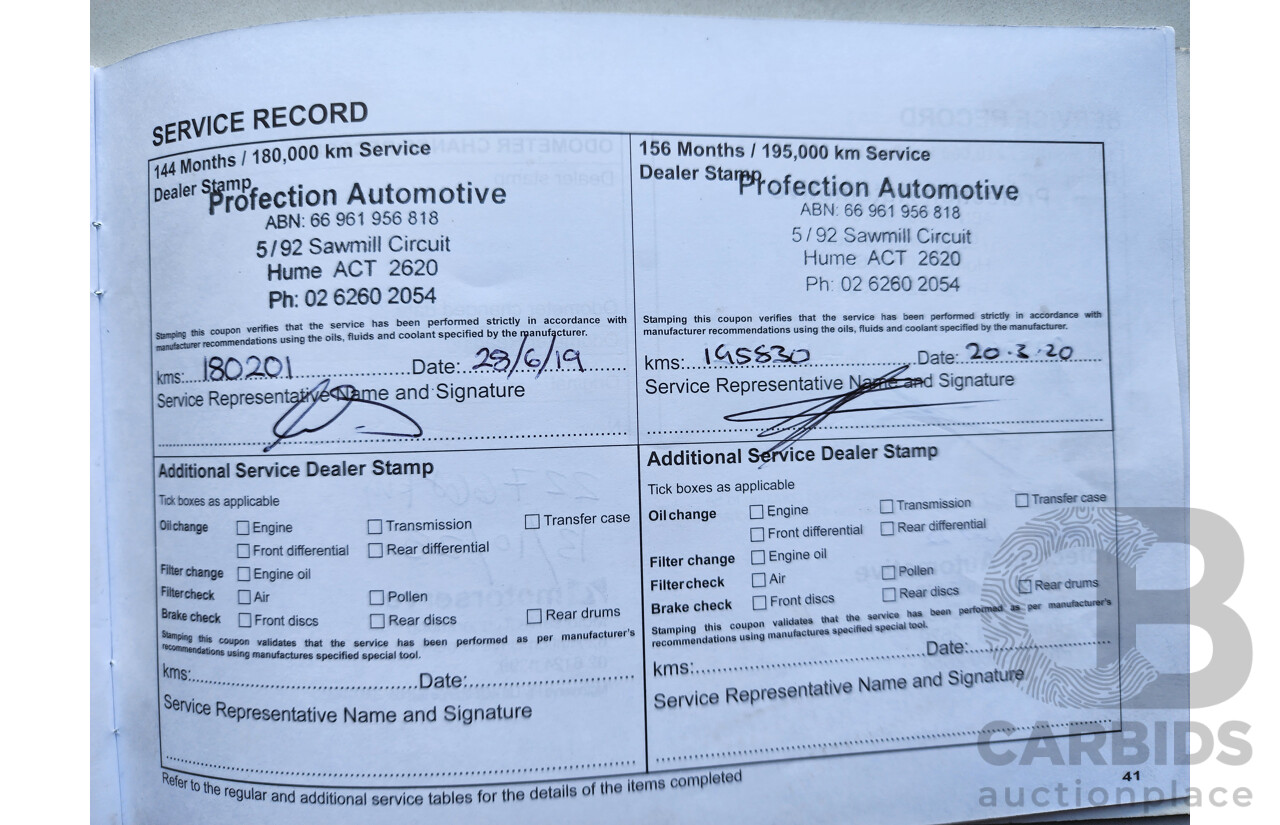 SERVICE RECORD
144 Months / 180,000 km Service
Dealer Stamp
Profection Automotive
ABN: 66 961 956 818
5/92 Sawmill Circuit
Hume ACT 2620
Ph: 02 6260 2054
Stamping this coupon verifies that the service has been performed strictly in accordance with
manufacturer recommendations using the oils, fluids and coolant specified by the manufacturer.
kms: 180201 Date: 28/6/19
Service Representative Name and Signature
Additional Service Dealer Stamp
Tick boxes as applicable
Oil change Engine Transmission Transfer case
Front differential Rear differential
Filter change Engine oil
Filter check Air Pollen
Brake check Front discs Rear discs Rear drums
Stamping this coupon validates that the service has been performed as per manufacturer's
recommendations using manufactures specified special tool.
kms: Date:
Service Representative Name and Signature
156 Months / 195,000 km Service
Dealer Stamp
Profection Automotive
ABN: 66 961 956 818
5/92 Sawmill Circuit
Hume ACT 2620
Ph: 02 6260 2054
Stamping this coupon verifies that the service has been performed strictly in accordance with
manufacturer recommendations using the oils, fluids and coolant specified by the manufacturer.
kms: 195830 Date: 20.3.20
Service Representative Name and Signature
Additional Service Dealer Stamp
Tick boxes as applicable
Oil change Engine Transmission Transfer case
Front differential Rear differential
Filter change Engine oil
Filter check Air Pollen
Brake check Front discs Rear discs Rear drums
Stamping this coupon validates that the service has been performed as per manufacturer's
recommendations using manufactures specified special tool.
kms: Date:
Service Representative Name and Signature
Refer to the regular and additional service tables for the details of the items completed
41
CARBIDS
auctionplace